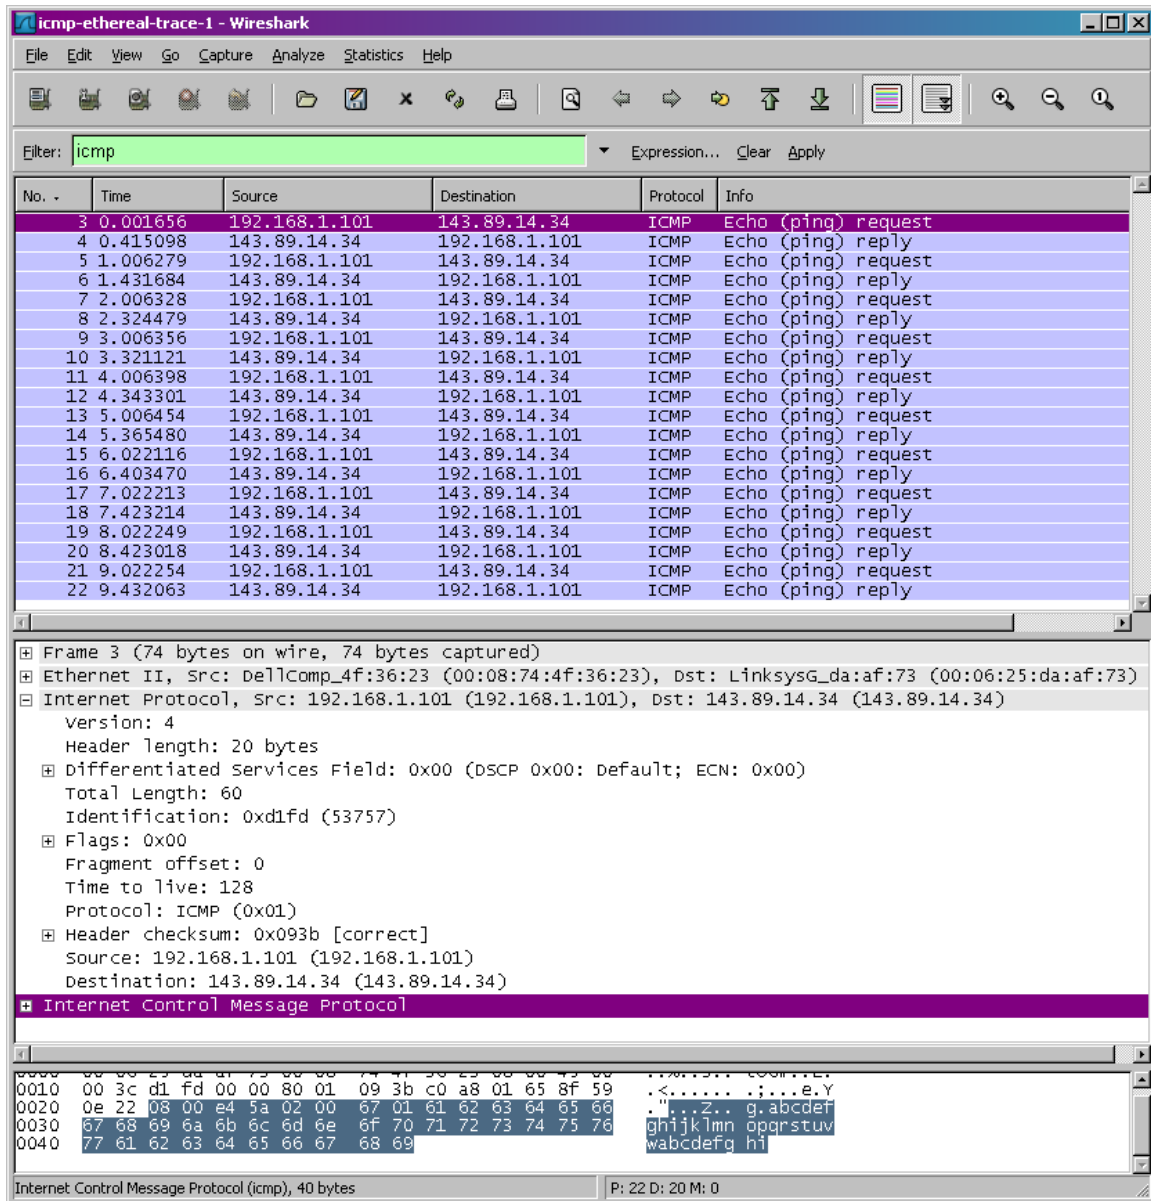 icmp-ethereal-trace-1 - Wireshark
File Edit View Go Capture Analyze Statistics Help
Filter: icmp Expression... Clear Apply
No. Time Source Destination Protocol Info
3 0.001656 192.168.1.101 143.89.14.34 ICMP Echo (ping) request
4 0.415098 143.89.14.34 192.168.1.101 ICMP Echo (ping) reply
5 1.006279 192.168.1.101 143.89.14.34 ICMP Echo (ping) request
6 1.431684 143.89.14.34 192.168.1.101 ICMP Echo (ping) reply
7 2.006328 192.168.1.101 143.89.14.34 ICMP Echo (ping) request
8 2.324479 143.89.14.34 192.168.1.101 ICMP Echo (ping) reply
9 3.006356 192.168.1.101 143.89.14.34 ICMP Echo (ping) request
10 3.321121 143.89.14.34 192.168.1.101 ICMP Echo (ping) reply
11 4.006398 192.168.1.101 143.89.14.34 ICMP Echo (ping) request
12 4.343301 143.89.14.34 192.168.1.101 ICMP Echo (ping) reply
13 5.006454 192.168.1.101 143.89.14.34 ICMP Echo (ping) request
14 5.365480 143.89.14.34 192.168.1.101 ICMP Echo (ping) reply
15 6.022116 192.168.1.101 143.89.14.34 ICMP Echo (ping) request
16 6.403470 143.89.14.34 192.168.1.101 ICMP Echo (ping) reply
17 7.022213 192.168.1.101 143.89.14.34 ICMP Echo (ping) request
18 7.423214 143.89.14.34 192.168.1.101 ICMP Echo (ping) reply
19 8.022249 192.168.1.101 143.89.14.34 ICMP Echo (ping) request
20 8.423018 143.89.14.34 192.168.1.101 ICMP Echo (ping) reply
21 9.022254 192.168.1.101 143.89.14.34 ICMP Echo (ping) request
22 9.432063 143.89.14.34 192.168.1.101 ICMP Echo (ping) reply
Frame 3 (74 bytes on wire, 74 bytes captured)
Ethernet II, Src: DellComp_4f:36:23 (00:08:74:4f:36:23), Dst: LinksysG_da:af:73 (00:06:25:da:af:73)
Internet Protocol, Src: 192.168.1.101 (192.168.1.101), Dst: 143.89.14.34 (143.89.14.34)
Version: 4
Header length: 20 bytes
Differentiated Services Field: 0x00 (DSCP 0x00: Default; ECN: 0x00)
Total Length: 60
Identification: 0xd1fd (53757)
Flags: 0x00
Fragment offset: 0
Time to live: 128
Protocol: ICMP (0x01)
Header checksum: 0x093b [correct]
Source: 192.168.1.101 (192.168.1.101)
Destination: 143.89.14.34 (143.89.14.34)
Internet Control Message Protocol
0010 00 3c d1 fd 00 00 80 01 09 3b c0 a8 01 65 8f 59 .<...... .;...e.Y
0020 0e 22 08 00 e4 5a 02 00 67 01 61 62 63 64 65 66 ."...Z.. g.abcdef
0030 67 68 69 6a 6b 6c 6d 6e 6f 70 71 72 73 74 75 76 ghijklmn opqrstuv
0040 77 61 62 63 64 65 66 67 68 69 wabcdefg hi
Internet Control Message Protocol (icmp), 40 bytes P: 22 D: 20 M: 0